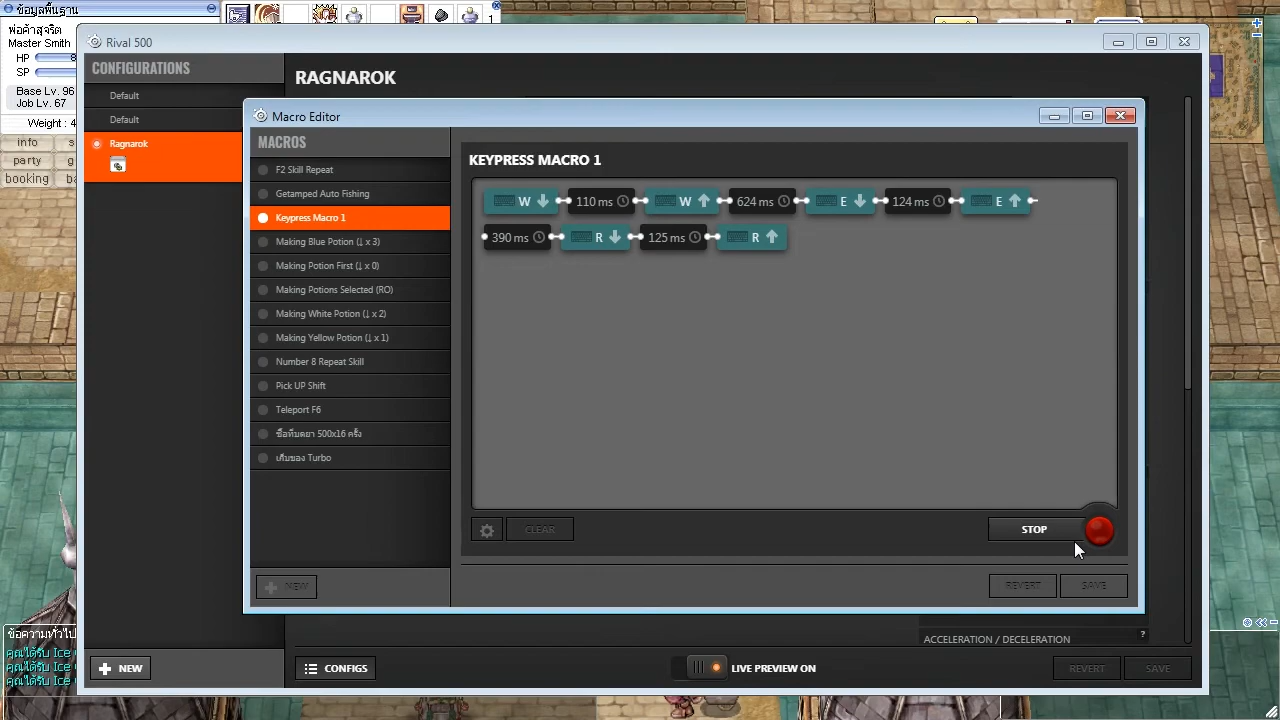 ข้อมูลพื้นฐาน
พ่อค้าสุจริต
Master Smith
HP
SP
Base Lv. 96
Job Lv. 67
Weight : 4
info
party
booking
Rival 500
CONFIGURATIONS
Default
Default
Ragnarok
NEW
RAGNAROK
Macro Editor
MACROS
F2 Skill Repeat
Getamped Auto Fishing
Keypress Macro 1
Making Blue Potion (↓ x 3)
Making Potion First (↓ x 0)
Making Potions Selected (RO)
Making White Potion (↓ x 2)
Making Yellow Potion (↓ x 1)
Number 8 Repeat Skill
Pick UP Shift
Teleport F6
ซื้อทีบดยา 500x16 ครั้ง
เก็บของ Turbo
NEW
KEYPRESS MACRO 1
W 110 ms W 624 ms E 124 ms E
390 ms R 125 ms R
CLEAR
STOP
REVERT
SAVE
ACCELERATION / DECELERATION ?
CONFIGS
LIVE PREVIEW ON
REVERT
SAVE
ข้อความทั่วไป
คุณได้รับ Ice
คุณได้รับ Ice
คุณได้รับ Ice